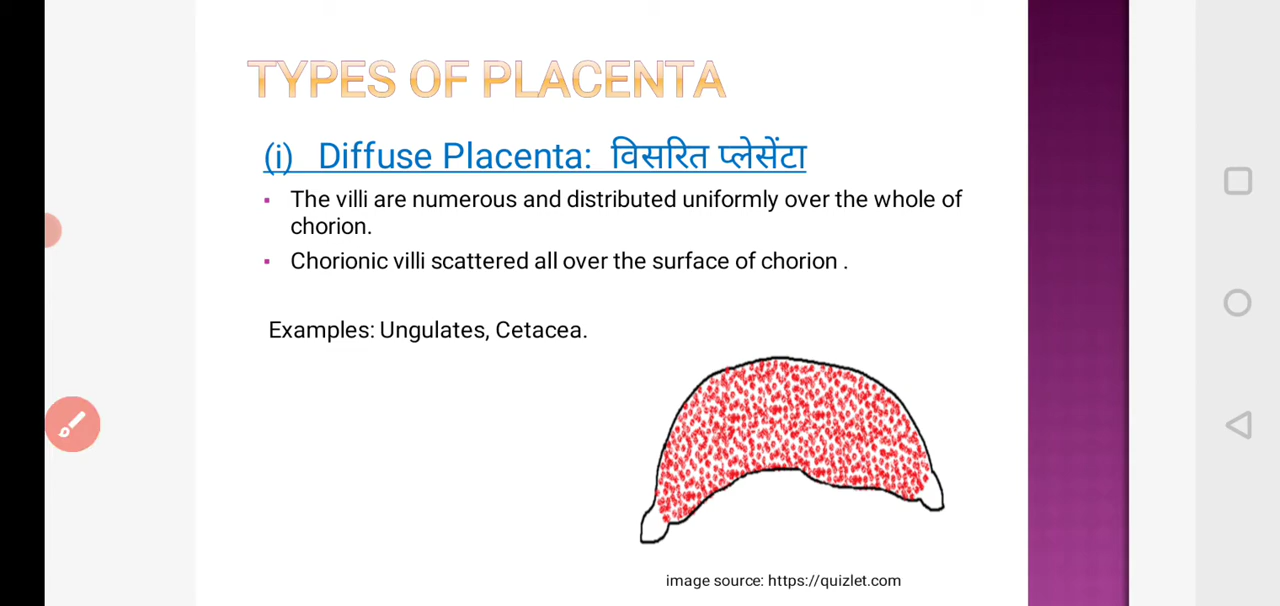 TYPES OF PLACENTA
(i) Diffuse Placenta: विसरित प्लेसेंटा
▪ The villi are numerous and distributed uniformly over the whole of
chorion.
▪ Chorionic villi scattered all over the surface of chorion .
Examples: Ungulates, Cetacea.
image source: https://quizlet.com